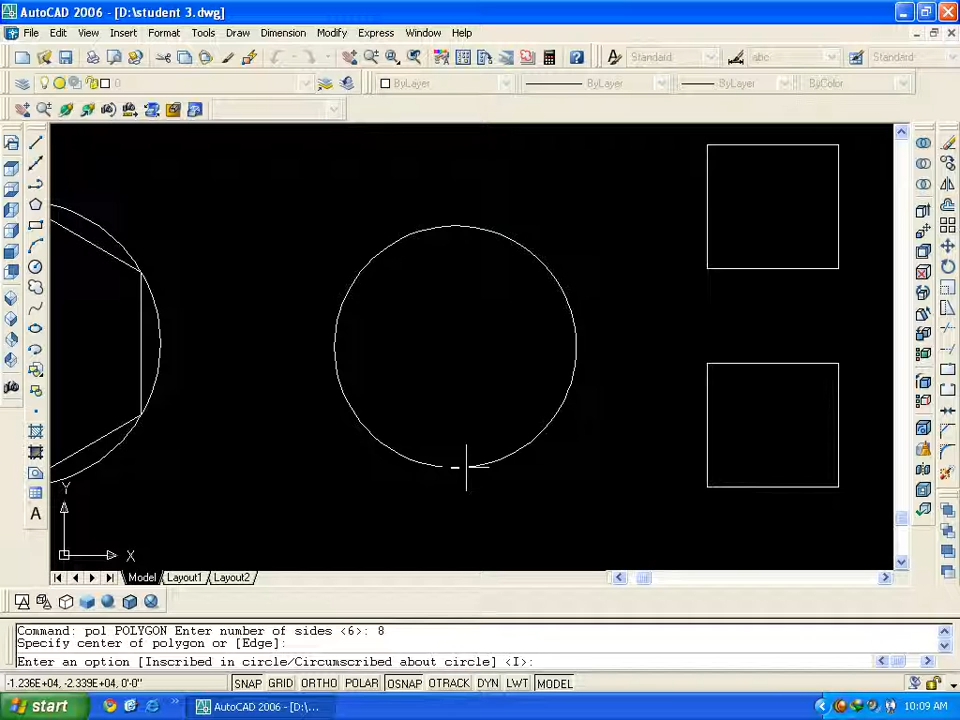 AutoCAD 2006 - [D:\student 3.dwg]
File Edit View Insert Format Tools Draw Dimension Modify Express Window Help
Standard abc Standard
0 ByLayer ByLayer ByLayer ByColor
Y
X
A
Model Layout1 Layout2
Command: pol POLYGON Enter number of sides <6>: 8
Specify center of polygon or [Edge]:
Enter an option [Inscribed in circle/Circumscribed about circle] <I>:
-1.236E+04, -2.339E+04, 0'-0" SNAP GRID ORTHO POLAR OSNAP OTRACK DYN LWT MODEL
start AutoCAD 2006 - [D:\... 10:09 AM